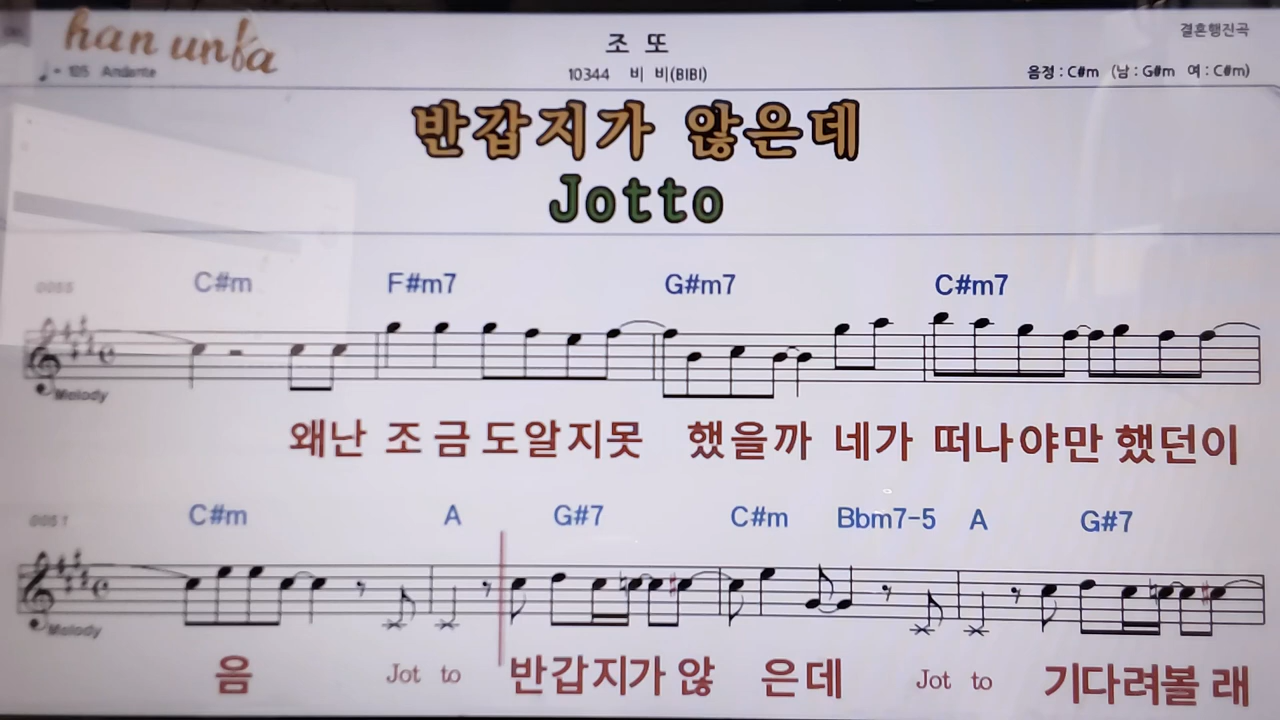 han unfa
결혼행진곡
조 또
♩= 105 Andante
10344 비 비(BIBI)
음정 : C#m (남 : G#m 여 : C#m)
반갑지가 않은데
Jotto
C#m F#m7 G#m7 C#m7
Melody
왜난 조 금 도알지못 했을까 네가 떠나야만 했던이
0051 C#m A G#7 C#m Bbm7-5 A G#7
Melody
음 Jot to 반갑지가 않 은데 Jot to 기다려볼 래